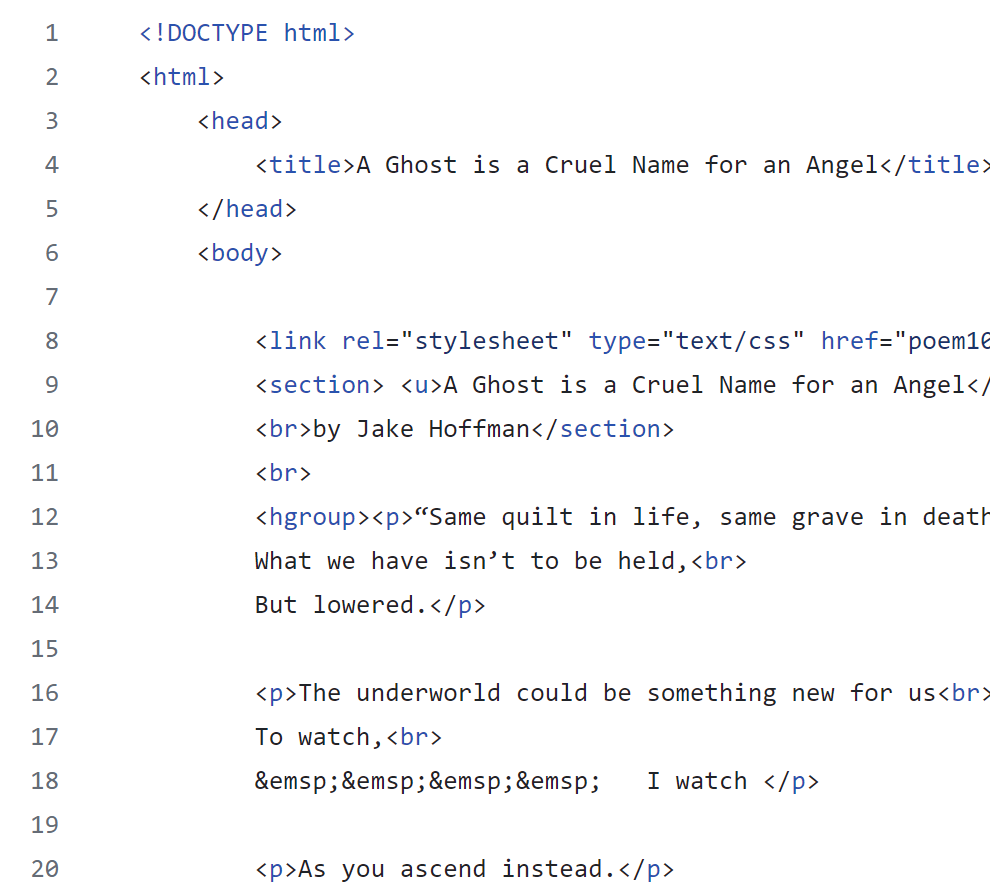 1 <!DOCTYPE html>
2 <html>
3 <head>
4 <title>A Ghost is a Cruel Name for an Angel</title>
5 </head>
6 <body>
7
8 <link rel="stylesheet" type="text/css" href="poem10
9 <section> <u>A Ghost is a Cruel Name for an Angel</
10 <br>by Jake Hoffman</section>
11 <br>
12 <hgroup><p>“Same quilt in life, same grave in death
13 What we have isn’t to be held,<br>
14 But lowered.</p>
15
16 <p>The underworld could be something new for us<br>
17 To watch,<br>
18 &emsp;&emsp;&emsp;&emsp;   I watch </p>
19
20 <p>As you ascend instead.</p>